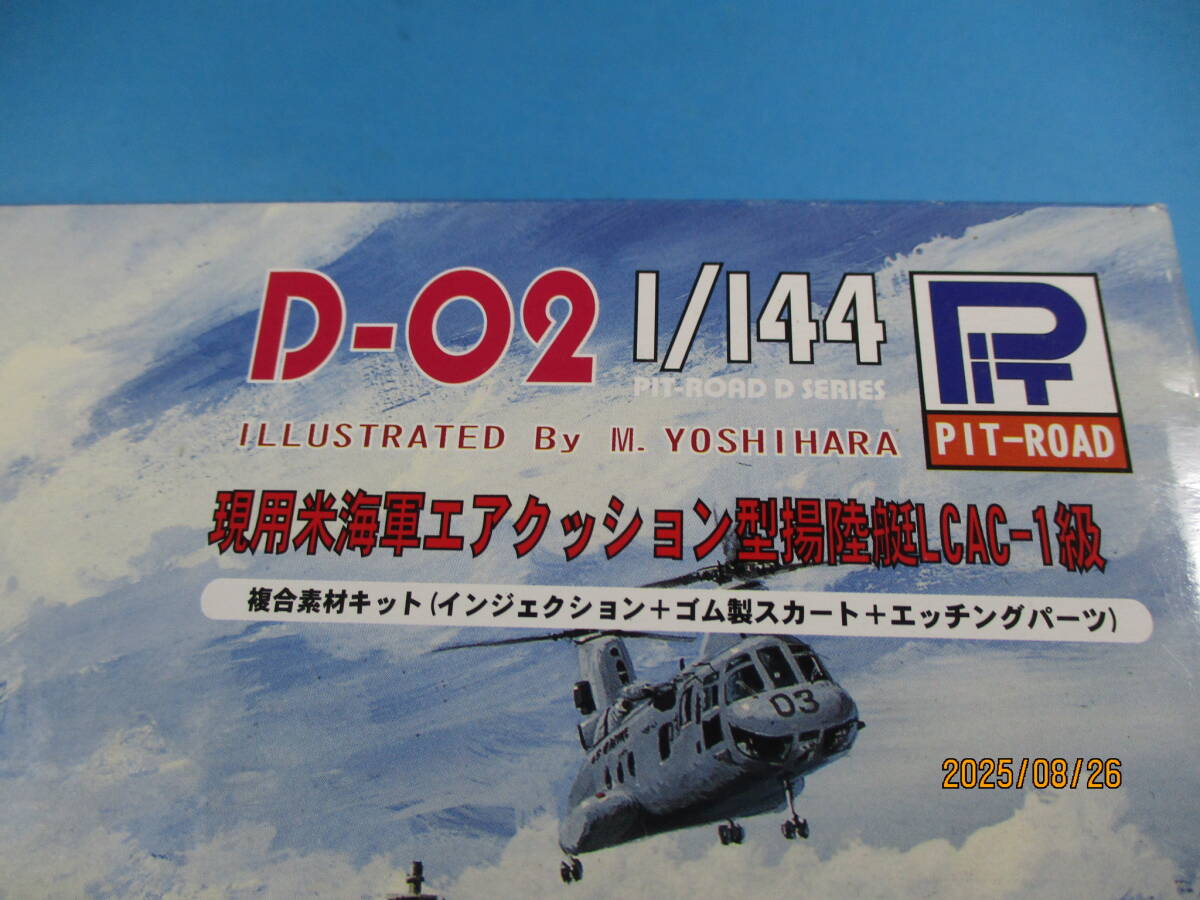 D-02 1/144
PIT-ROAD D SERIES
PiT
PIT-ROAD
ILLUSTRATED By M. YOSHIHARA
現用米海軍エアクッション型揚陸艇LCAC-1級
複合素材キット(インジェクション+ゴム製スカート+エッチングパーツ)
03
2025/08/26